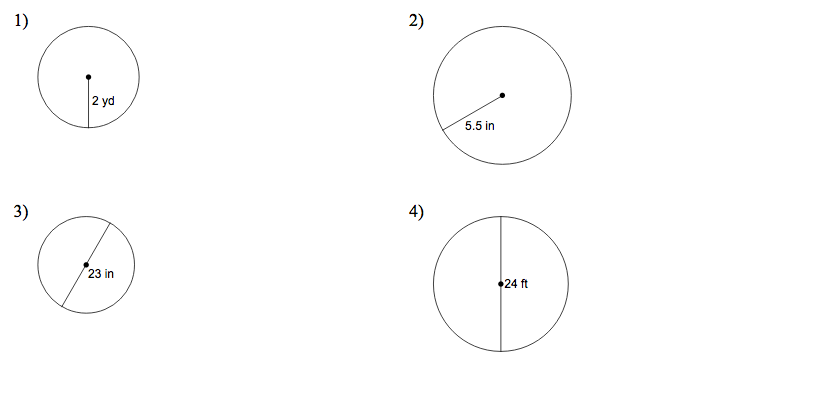 1)
2 yd
2)
5.5 in
3)
23 in
4)
24 ft